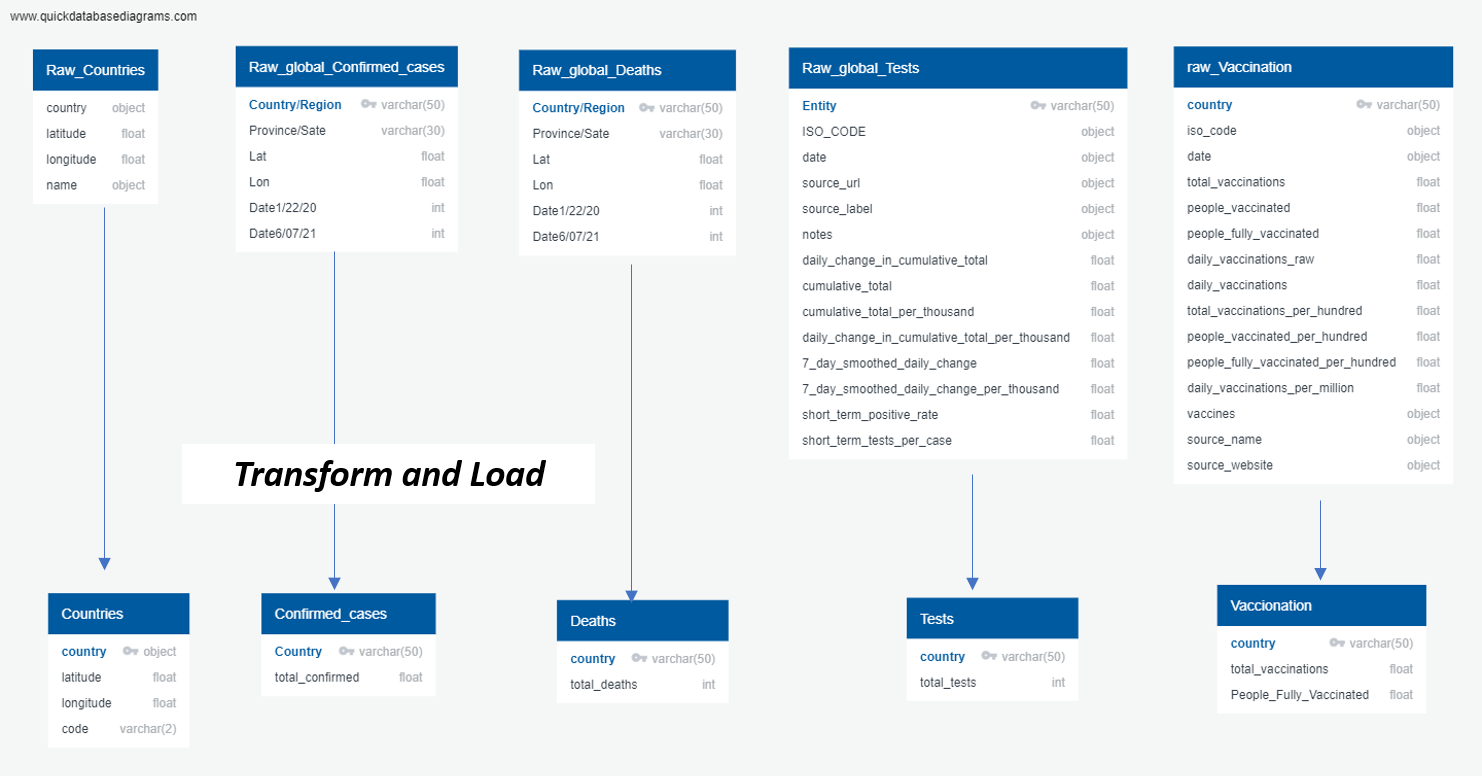 www.quickdatabasediagrams.com
Raw_Countries
country object
latitude float
longitude float
name object
Raw_global_Confirmed_cases
Country/Region varchar(50)
Province/Sate varchar(30)
Lat float
Lon float
Date1/22/20 int
Date6/07/21 int
Raw_global_Deaths
Country/Region varchar(50)
Province/Sate varchar(30)
Lat float
Lon float
Date1/22/20 int
Date6/07/21 int
Raw_global_Tests
Entity varchar(50)
ISO_CODE object
date object
source_url object
source_label object
notes object
daily_change_in_cumulative_total float
cumulative_total float
cumulative_total_per_thousand float
daily_change_in_cumulative_total_per_thousand float
7_day_smoothed_daily_change float
7_day_smoothed_daily_change_per_thousand float
short_term_positive_rate float
short_term_tests_per_case float
raw_Vaccination
country varchar(50)
iso_code object
date object
total_vaccinations float
people_vaccinated float
people_fully_vaccinated float
daily_vaccinations_raw float
daily_vaccinations float
total_vaccinations_per_hundred float
people_vaccinated_per_hundred float
people_fully_vaccinated_per_hundred float
daily_vaccinations_per_million float
vaccines object
source_name object
source_website object
Transform and Load
Countries
country object
latitude float
longitude float
code varchar(2)
Confirmed_cases
Country varchar(50)
total_confirmed float
Deaths
country varchar(50)
total_deaths int
Tests
country varchar(50)
total_tests int
Vaccionation
country varchar(50)
total_vaccinations float
People_Fully_Vaccinated float